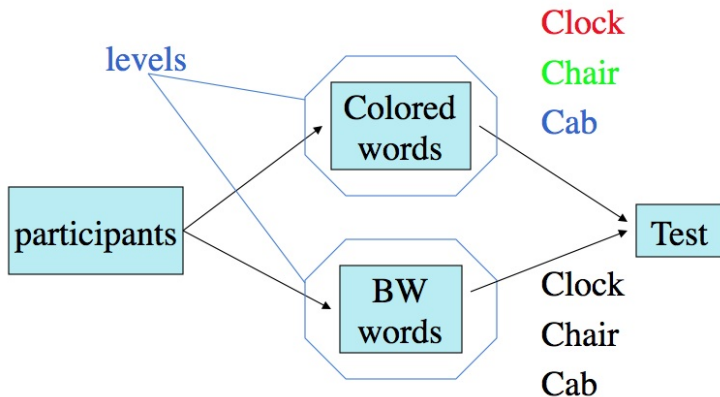 levels
Clock
Chair
Cab
Colored
words
participants
Test
BW
words
Clock
Chair
Cab